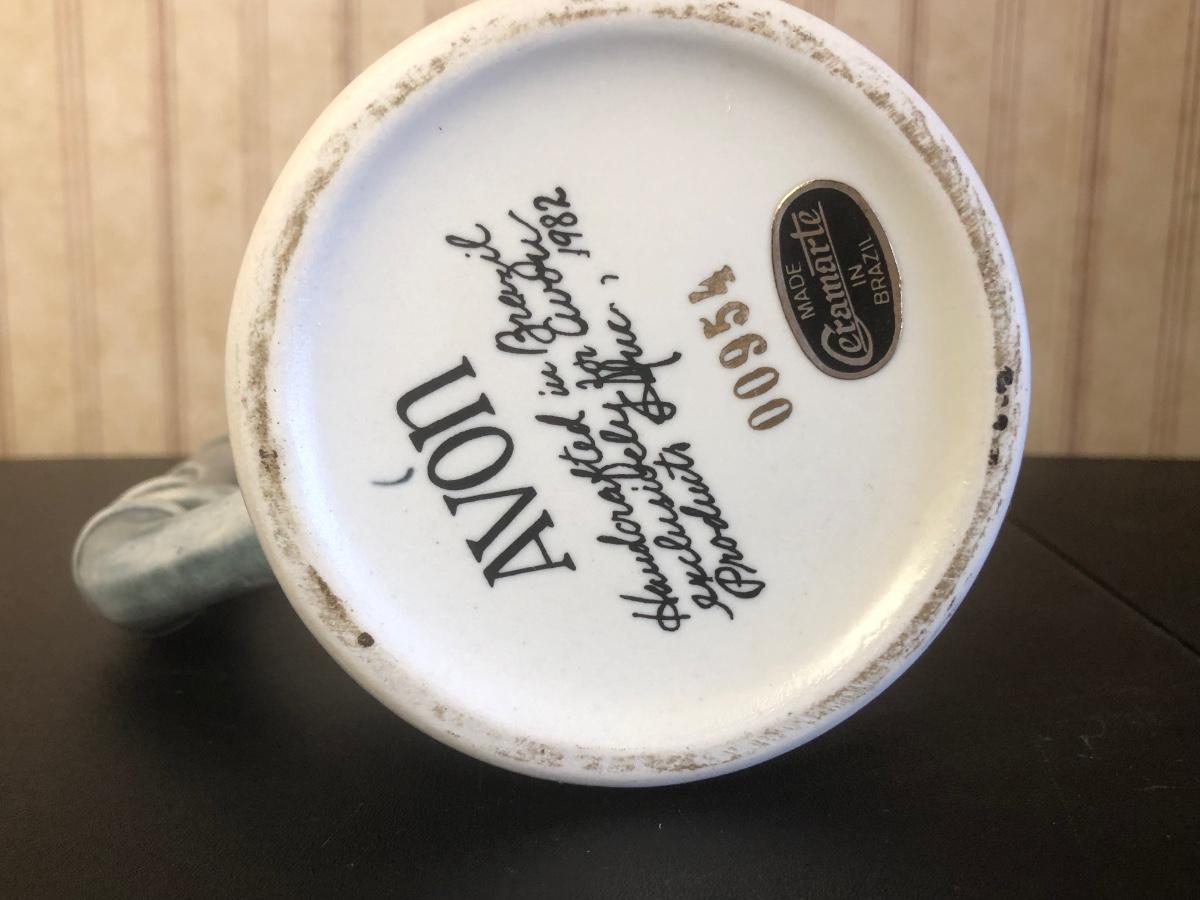 AVON
Handcrafted in Brazil
exclusively for Avon
Products, Inc., 1982
00954
MADE
Ceramarte
IN
BRAZIL